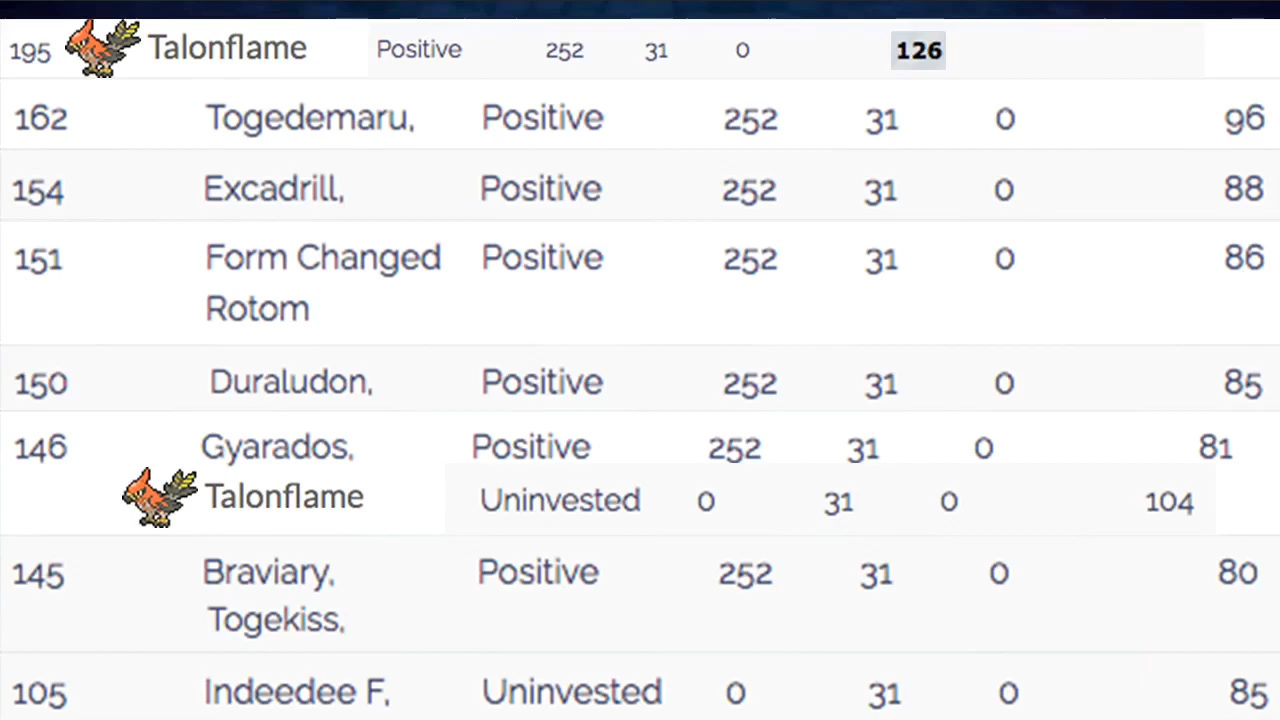 195 Talonflame Positive 252 31 0 126
162 Togedemaru, Positive 252 31 0 96
154 Excadrill, Positive 252 31 0 88
151 Form Changed Positive 252 31 0 86
Rotom
150 Duraludon, Positive 252 31 0 85
146 Gyarados, Positive 252 31 0 81
Talonflame Uninvested 0 31 0 104
145 Braviary, Positive 252 31 0 80
Togekiss,
105 Indeedee F, Uninvested 0 31 0 85